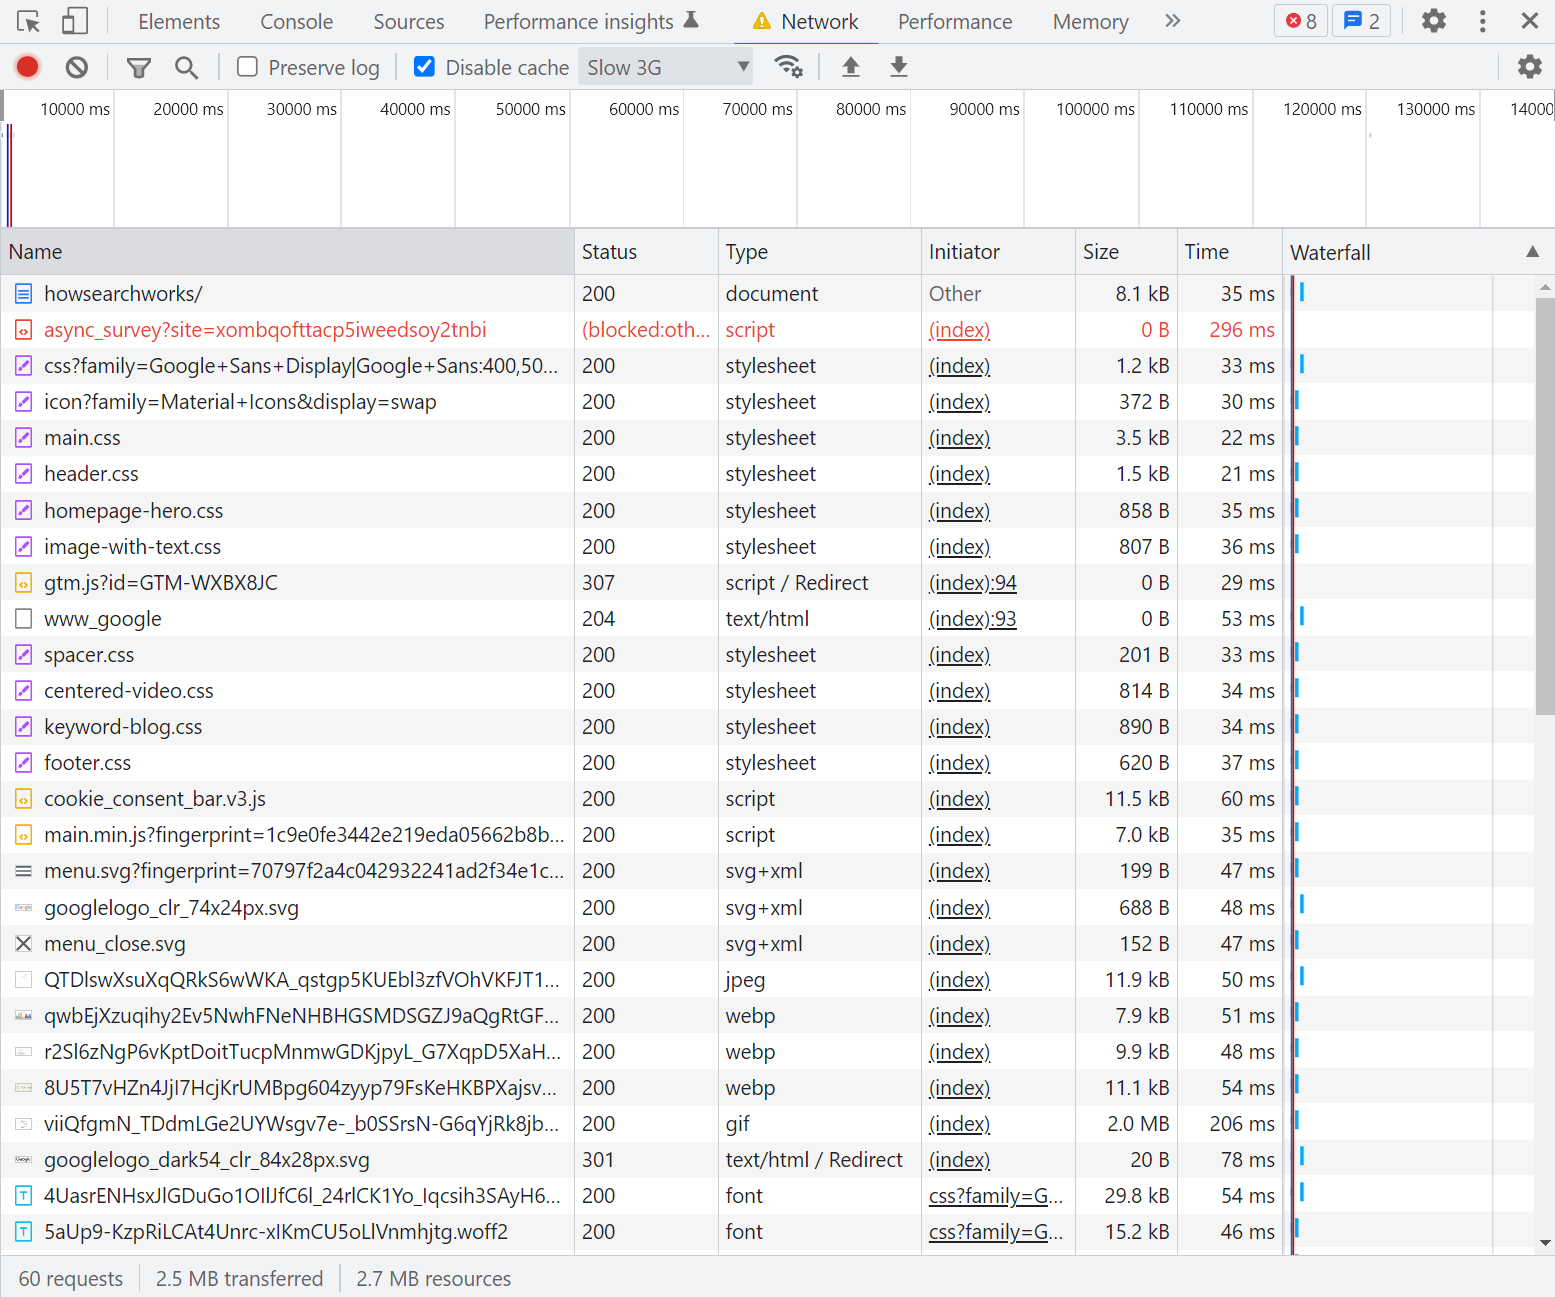 Elements Console Sources Performance insights Network Performance Memory » 8 2
Preserve log Disable cache Slow 3G
10000 ms 20000 ms 30000 ms 40000 ms 50000 ms 60000 ms 70000 ms 80000 ms 90000 ms 100000 ms 110000 ms 120000 ms 130000 ms 14000
Name Status Type Initiator Size Time Waterfall
howsearchworks/ 200 document Other 8.1 kB 35 ms
async_survey?site=xombqofttacp5iweedsoy2tnbi (blocked:oth... script (index) 0 B 296 ms
css?family=Google+Sans+Display|Google+Sans:400,50... 200 stylesheet (index) 1.2 kB 33 ms
icon?family=Material+Icons&display=swap 200 stylesheet (index) 372 B 30 ms
main.css 200 stylesheet (index) 3.5 kB 22 ms
header.css 200 stylesheet (index) 1.5 kB 21 ms
homepage-hero.css 200 stylesheet (index) 858 B 35 ms
image-with-text.css 200 stylesheet (index) 807 B 36 ms
gtm.js?id=GTM-WXBX8JC 307 script / Redirect (index):94 0 B 29 ms
www_google 204 text/html (index):93 0 B 53 ms
spacer.css 200 stylesheet (index) 201 B 33 ms
centered-video.css 200 stylesheet (index) 814 B 34 ms
keyword-blog.css 200 stylesheet (index) 890 B 34 ms
footer.css 200 stylesheet (index) 620 B 37 ms
cookie_consent_bar.v3.js 200 script (index) 11.5 kB 60 ms
main.min.js?fingerprint=1c9e0fe3442e219eda05662b8b... 200 script (index) 7.0 kB 35 ms
menu.svg?fingerprint=70797f2a4c042932241ad2f34e1c... 200 svg+xml (index) 199 B 47 ms
googlelogo_clr_74x24px.svg 200 svg+xml (index) 688 B 48 ms
menu_close.svg 200 svg+xml (index) 152 B 47 ms
QTDlswXsuXqQRkS6wWKA_qstgp5KUEbl3zfVOhVKFJT1... 200 jpeg (index) 11.9 kB 50 ms
qwbEjXzuqihy2Ev5NwhFNeNHBHGSMDSGZJ9aQgRtGF... 200 webp (index) 7.9 kB 51 ms
r2Sl6zNgP6vKptDoitTucpMnmwGDKjpyL_G7XqpD5XaH... 200 webp (index) 9.9 kB 48 ms
8U5T7vHZn4JjI7HcjKrUMBpg604zyyp79FsKeHKBPXajsv... 200 webp (index) 11.1 kB 54 ms
viiQfgmN_TDdmLGe2UYWsgv7e-_b0SSrsN-G6qYjRk8jb... 200 gif (index) 2.0 MB 206 ms
googlelogo_dark54_clr_84x28px.svg 301 text/html / Redirect (index) 20 B 78 ms
4UasrENHsxJlGDuGo1OIlJfC6l_24rlCK1Yo_Iqcsih3SAyH6... 200 font css?family=G... 29.8 kB 54 ms
5aUp9-KzpRiLCAt4Unrc-xIKmCU5oLlVnmhjtg.woff2 200 font css?family=G... 15.2 kB 46 ms
60 requests 2.5 MB transferred 2.7 MB resources